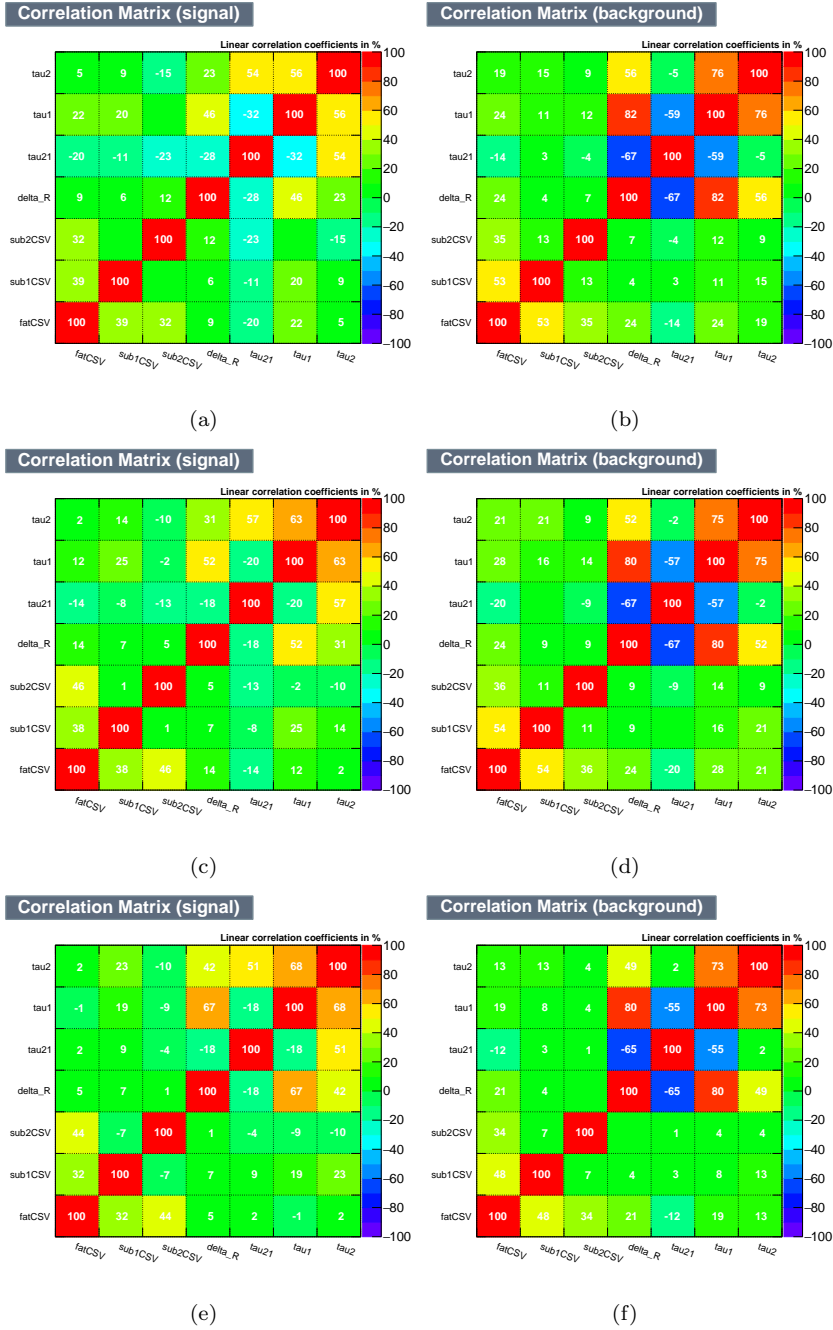 Correlation Matrix (signal)
Linear correlation coefficients in %
tau2 5 9 -15 23 54 56 100
tau1 22 20 46 -32 100 56
tau21 -20 -11 -23 -28 100 -32 54
delta_R 9 6 12 100 -28 46 23
sub2CSV 32 100 12 -23 -15
sub1CSV 39 100 6 -11 20 9
fatCSV 100 39 32 9 -20 22 5
fatCSV sub1CSV sub2CSV delta_R tau21 tau1 tau2
100
80
60
40
20
0
−20
−40
−60
−80
−100
(a)
Correlation Matrix (background)
Linear correlation coefficients in %
tau2 19 15 9 56 -5 76 100
tau1 24 11 12 82 -59 100 76
tau21 -14 3 -4 -67 100 -59 -5
delta_R 24 4 7 100 -67 82 56
sub2CSV 35 13 100 7 -4 12 9
sub1CSV 53 100 13 4 3 11 15
fatCSV 100 53 35 24 -14 24 19
fatCSV sub1CSV sub2CSV delta_R tau21 tau1 tau2
100
80
60
40
20
0
−20
−40
−60
−80
−100
(b)
Correlation Matrix (signal)
Linear correlation coefficients in %
tau2 2 14 -10 31 57 63 100
tau1 12 25 -2 52 -20 100 63
tau21 -14 -8 -13 -18 100 -20 57
delta_R 14 7 5 100 -18 52 31
sub2CSV 46 1 100 5 -13 -2 -10
sub1CSV 38 100 1 7 -8 25 14
fatCSV 100 38 46 14 -14 12 2
fatCSV sub1CSV sub2CSV delta_R tau21 tau1 tau2
100
80
60
40
20
0
−20
−40
−60
−80
−100
(c)
Correlation Matrix (background)
Linear correlation coefficients in %
tau2 21 21 9 52 -2 75 100
tau1 28 16 14 80 -57 100 75
tau21 -20 -9 -67 100 -57 -2
delta_R 24 9 9 100 -67 80 52
sub2CSV 36 11 100 9 -9 14 9
sub1CSV 54 100 11 9 16 21
fatCSV 100 54 36 24 -20 28 21
fatCSV sub1CSV sub2CSV delta_R tau21 tau1 tau2
100
80
60
40
20
0
−20
−40
−60
−80
−100
(d)
Correlation Matrix (signal)
Linear correlation coefficients in %
tau2 2 23 -10 42 51 68 100
tau1 -1 19 -9 67 -18 100 68
tau21 2 9 -4 -18 100 -18 51
delta_R 5 7 1 100 -18 67 42
sub2CSV 44 -7 100 1 -4 -9 -10
sub1CSV 32 100 -7 7 9 19 23
fatCSV 100 32 44 5 2 -1 2
fatCSV sub1CSV sub2CSV delta_R tau21 tau1 tau2
100
80
60
40
20
0
−20
−40
−60
−80
−100
(e)
Correlation Matrix (background)
Linear correlation coefficients in %
tau2 13 13 4 49 2 73 100
tau1 19 8 4 80 -55 100 73
tau21 -12 3 1 -65 100 -55 2
delta_R 21 4 100 -65 80 49
sub2CSV 34 7 100 1 4 4
sub1CSV 46 100 7 4 3 8 13
fatCSV 100 46 34 21 -12 19 13
fatCSV sub1CSV sub2CSV delta_R tau21 tau1 tau2
100
80
60
40
20
0
−20
−40
−60
−80
−100
(f)